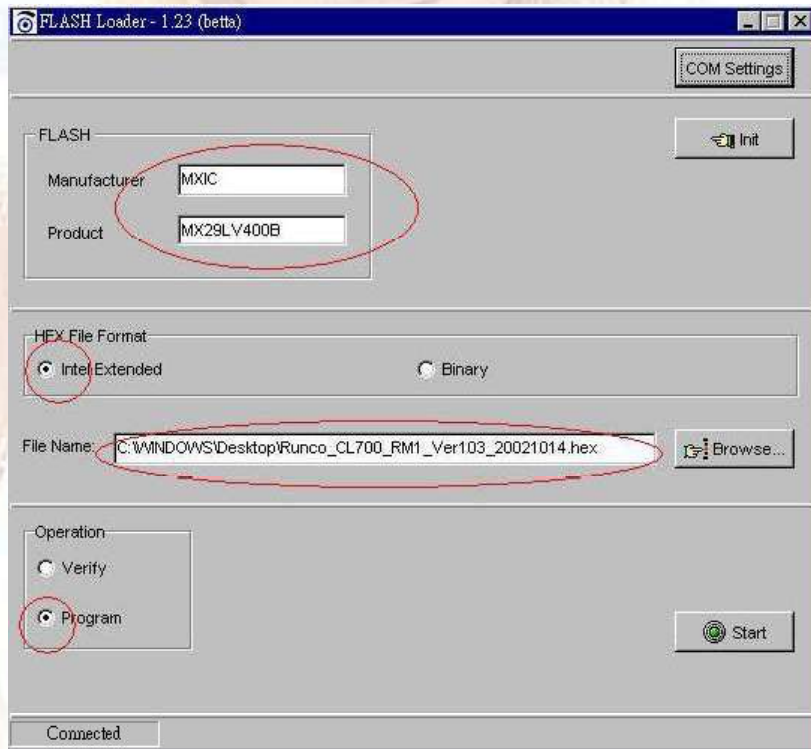 FLASH Loader - 1.23 (betta)
COM Settings
FLASH
Init
Manufacturer MXIC
Product MX29LV400B
HEX File Format
Intel Extended Binary
File Name: C:\WINDOWS\Desktop\Runco_CL700_RM1_Ver103_20021014.hex Browse...
Operation
Verify
Program
Start
Connected